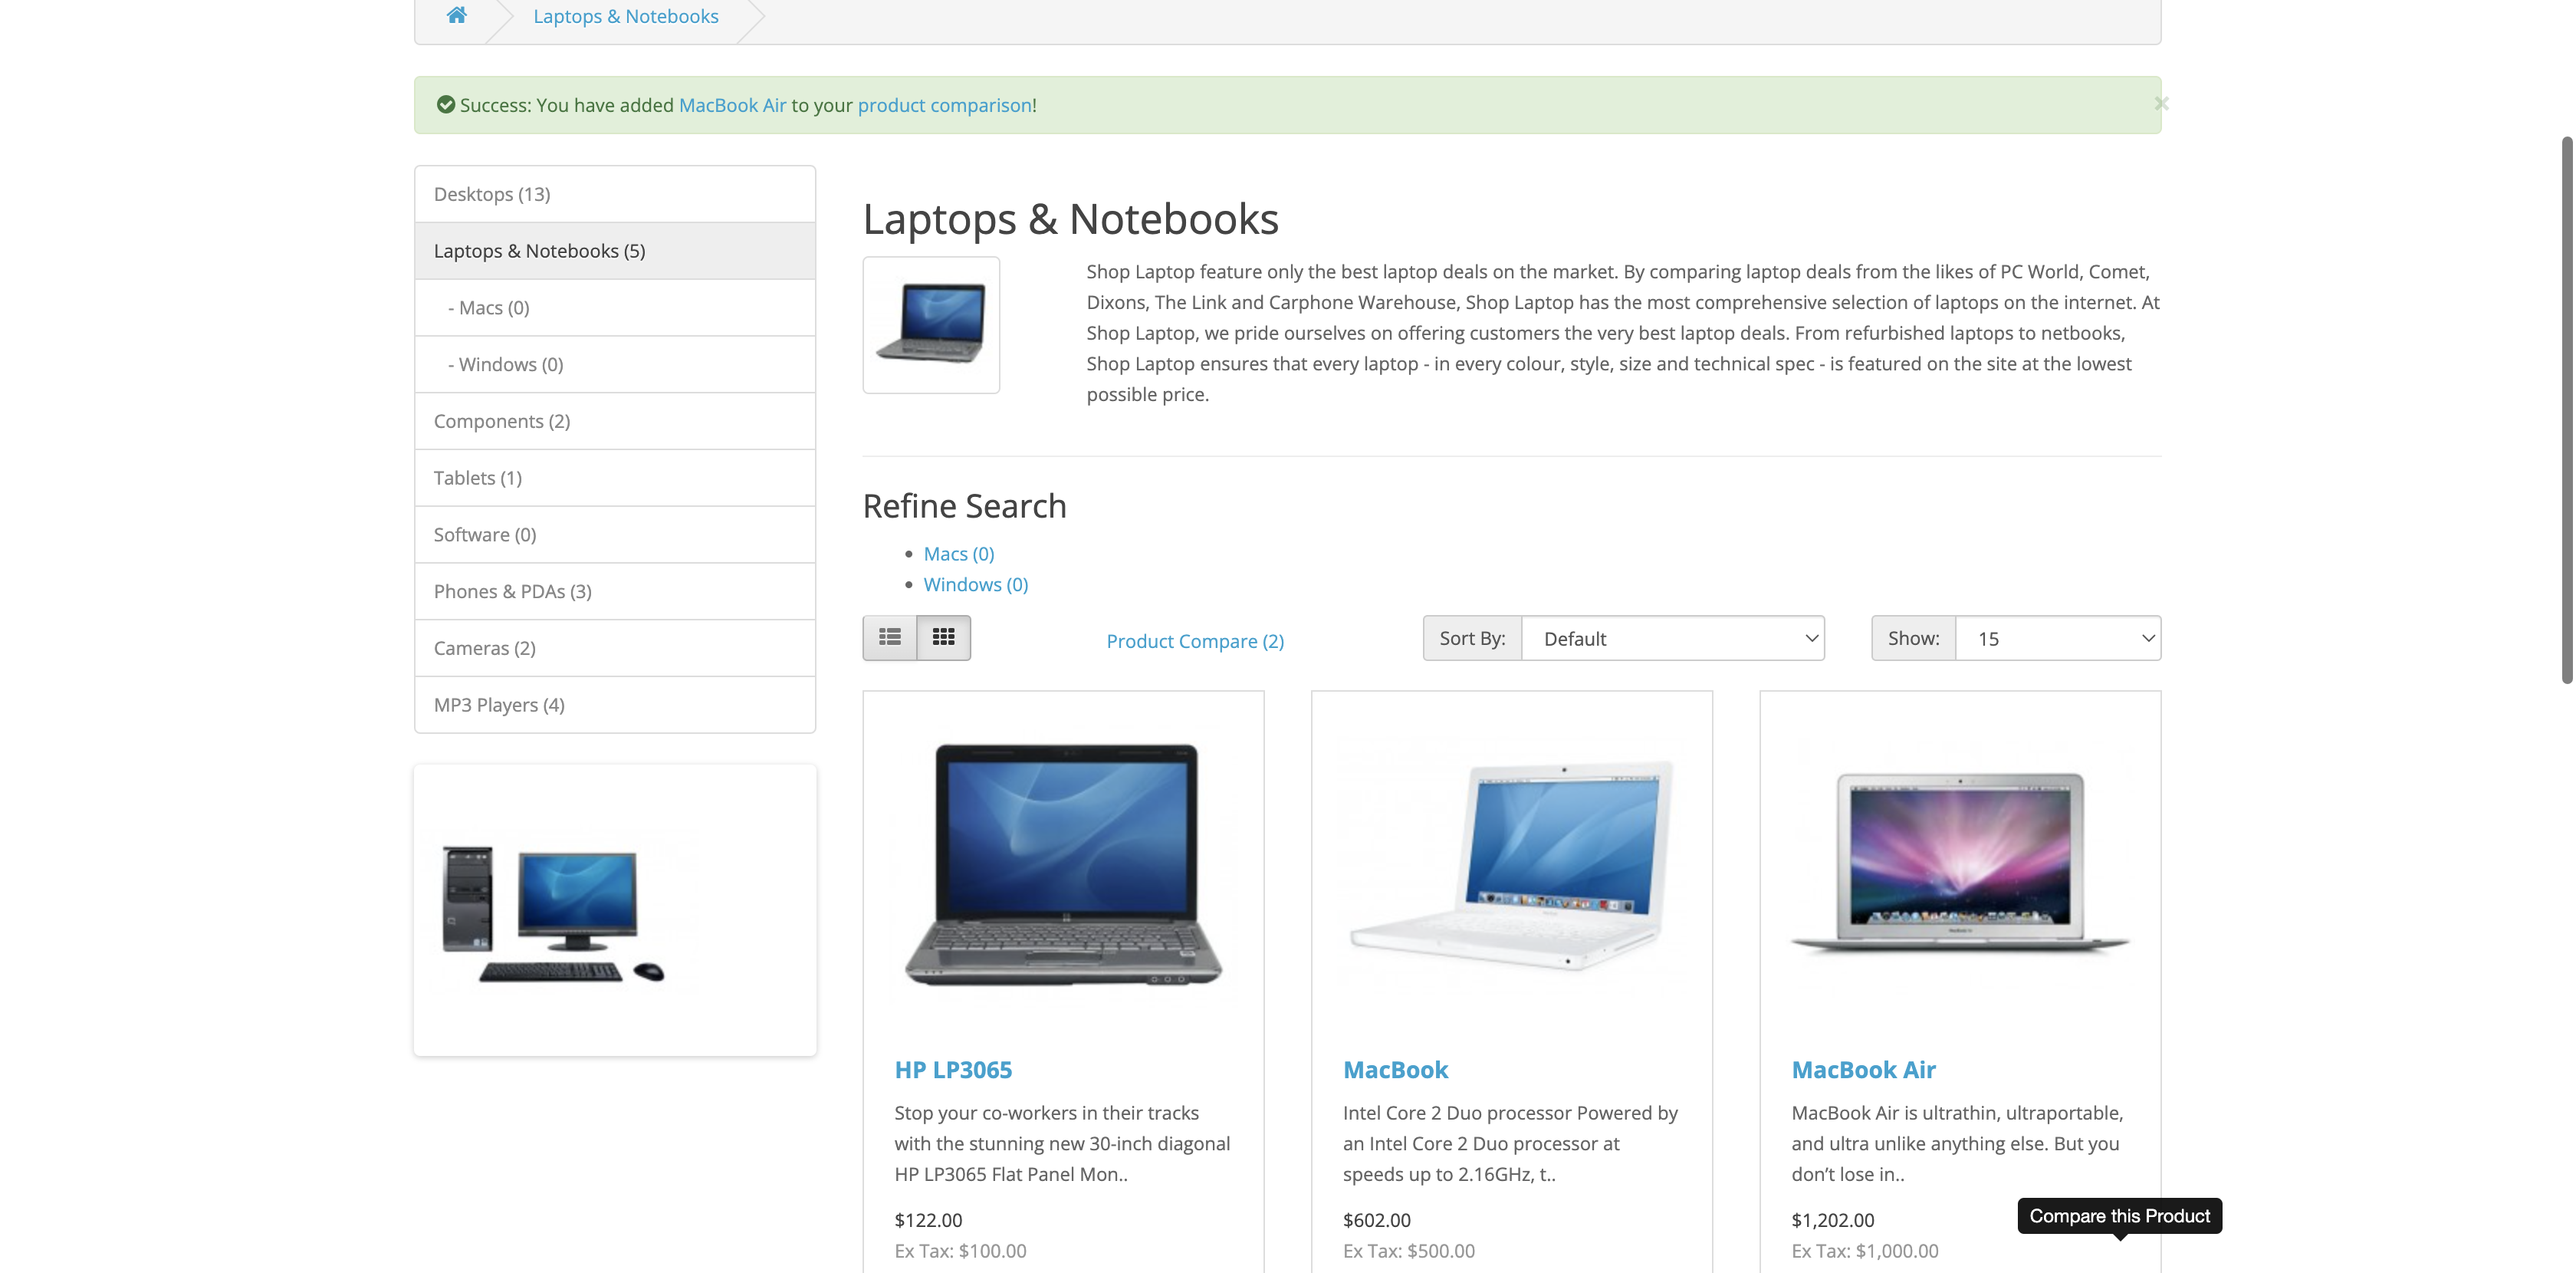 Laptops & Notebooks
Success: You have added MacBook Air to your product comparison!
×
Desktops (13)
Laptops & Notebooks (5)
- Macs (0)
- Windows (0)
Components (2)
Tablets (1)
Software (0)
Phones & PDAs (3)
Cameras (2)
MP3 Players (4)
Laptops & Notebooks
Shop Laptop feature only the best laptop deals on the market. By comparing laptop deals from the likes of PC World, Comet,
Dixons, The Link and Carphone Warehouse, Shop Laptop has the most comprehensive selection of laptops on the internet. At
Shop Laptop, we pride ourselves on offering customers the very best laptop deals. From refurbished laptops to netbooks,
Shop Laptop ensures that every laptop - in every colour, style, size and technical spec - is featured on the site at the lowest
possible price.
Refine Search
• Macs (0)
• Windows (0)
Product Compare (2)
Sort By: Default
Show: 15
HP LP3065
Stop your co-workers in their tracks
with the stunning new 30-inch diagonal
HP LP3065 Flat Panel Mon..
$122.00
Ex Tax: $100.00
MacBook
Intel Core 2 Duo processor Powered by
an Intel Core 2 Duo processor at
speeds up to 2.16GHz, t..
$602.00
Ex Tax: $500.00
MacBook Air
MacBook Air is ultrathin, ultraportable,
and ultra unlike anything else. But you
don’t lose in..
$1,202.00
Ex Tax: $1,000.00
Compare this Product